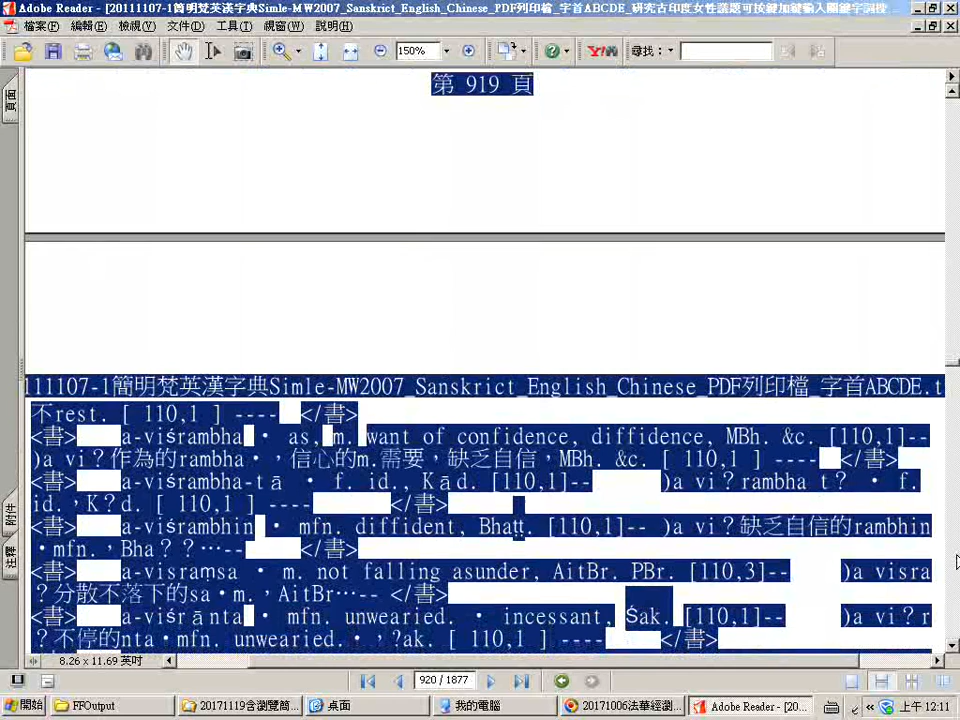 Adobe Reader - [20111107-1簡明梵英漢字典Simle-MW2007_Sanskrict_English_Chinese_PDF列印檔_字首ABCDE_研究古印度女性議題可按鍵加鍵輸入關鍵字詞搜
檔案(F) 編輯(E) 檢視(V) 文件(D) 工具(T) 視窗(W) 說明(H)
150% 尋找:
頁面
第 919 頁
111107-1簡明梵英漢字典Simle-MW2007_Sanskrict_English_Chinese_PDF列印檔_字首ABCDE.t
不rest. [ 110,1 ] ---- </書>
<書> a-viśrambha • as, m. want of confidence, diffidence, MBh. &c. [110,1]--
)a vi？作為的rambha•，信心的m.需要，缺乏自信，MBh. &c. [ 110,1 ] ---- </書>
<書> a-viśrambha-tā • f. id., Kād. [110,1]-- )a vi？rambha t？ • f.
id.，K？d. [ 110,1 ] ---- </書>
<書> a-viśrambhin • mfn. diffident, Bhaṭṭ. [110,1]-- )a vi？缺乏自信的rambhin
•mfn.，Bha？？…-- </書>
<書> a-visraṃsa • m. not falling asunder, AitBr. PBr. [110,3]-- )a visra
？分散不落下的sa•m.，AitBr…-- </書>
<書> a-viśrānta • mfn. unwearied. • incessant, Śak. [110,1]-- )a vi？r
？不停的nta•mfn. unwearied.•，?ak. [ 110,1 ] ---- </書>
附件
注釋
8.26 x 11.69 英吋
920 / 1877
開始 FFOutput 20171119含瀏覽簡... 桌面 我的電腦 20171006法華經瀏... Adobe Reader - [20... 上午 12:11